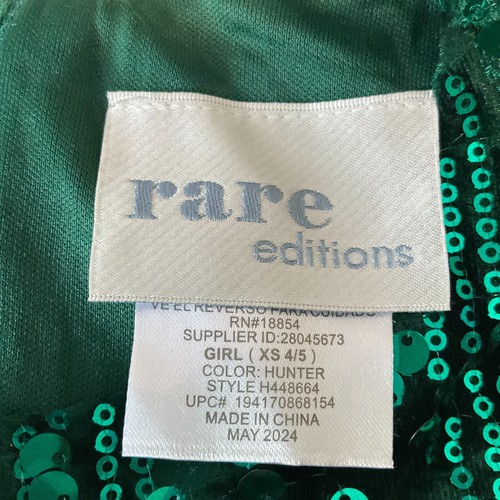 rare
editions
VE EL REVERSO PARA CUIDADO
RN#18854
SUPPLIER ID:28045673
GIRL ( XS 4/5 )
COLOR: HUNTER
STYLE H448664
UPC# 194170868154
MADE IN CHINA
MAY 2024